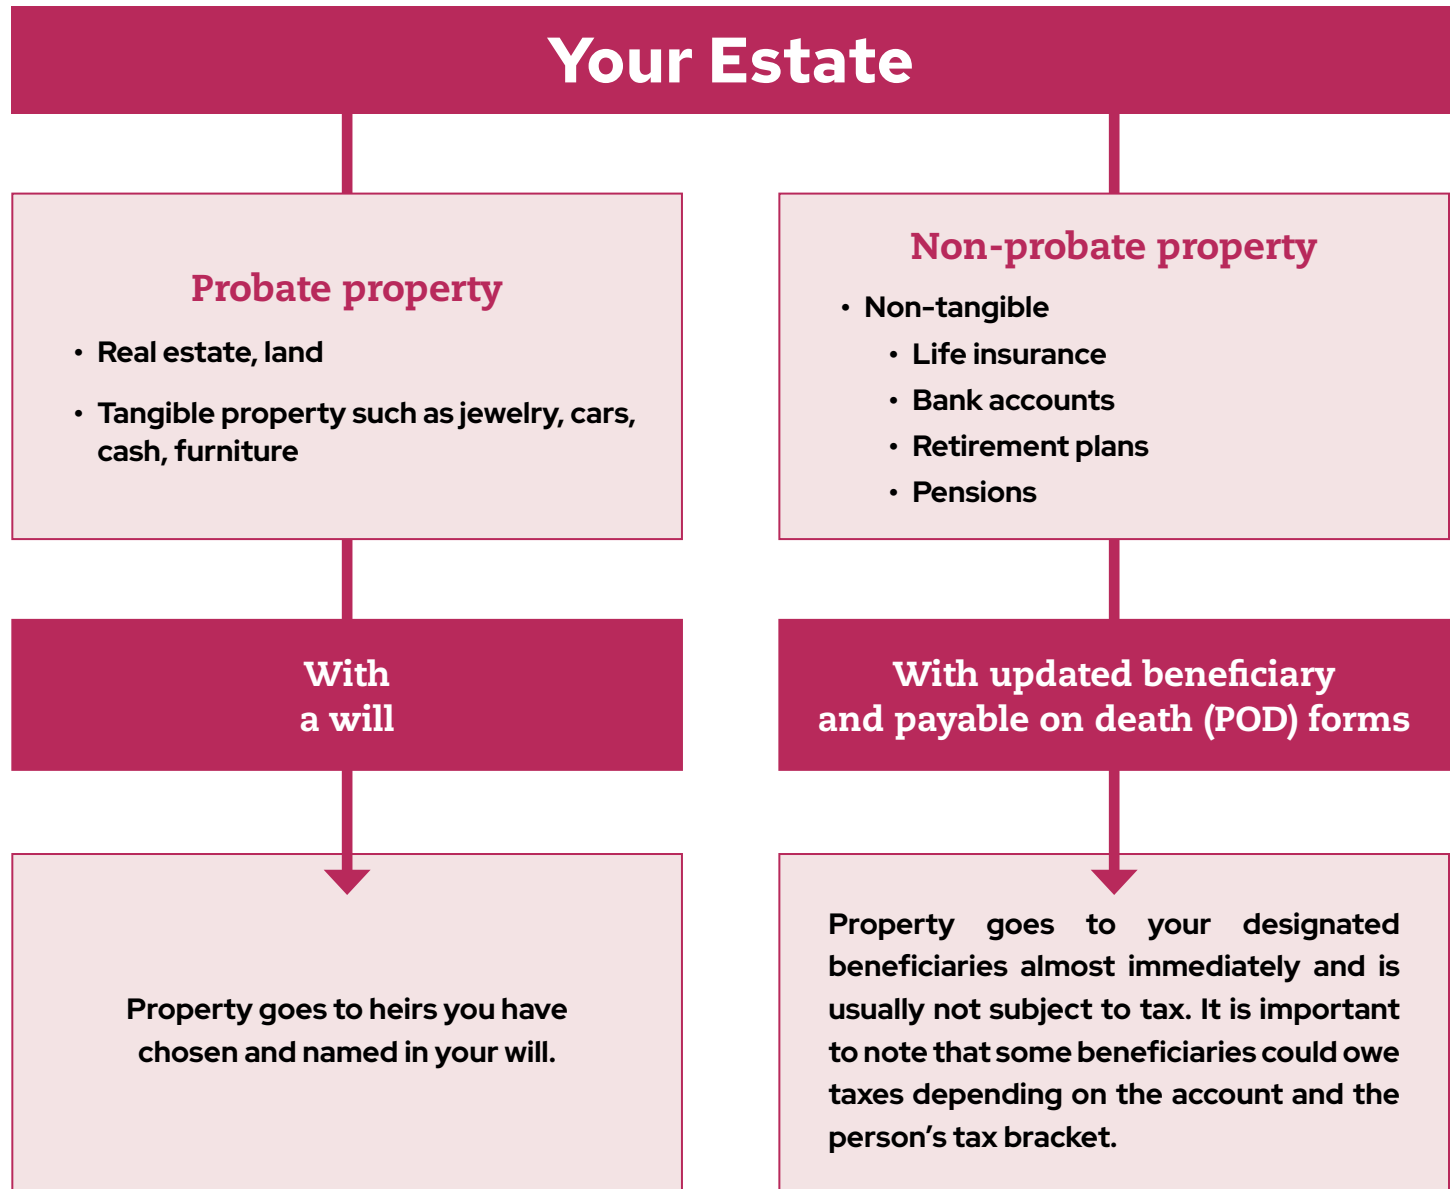 Your Estate
Probate property
• Real estate, land
• Tangible property such as jewelry, cars,
cash, furniture
With
a will
Property goes to heirs you have
chosen and named in your will.
Non-probate property
• Non-tangible
• Life insurance
• Bank accounts
• Retirement plans
• Pensions
With updated beneficiary
and payable on death (POD) forms
Property goes to your designated
beneficiaries almost immediately and is
usually not subject to tax. It is important
to note that some beneficiaries could owe
taxes depending on the account and the
person’s tax bracket.